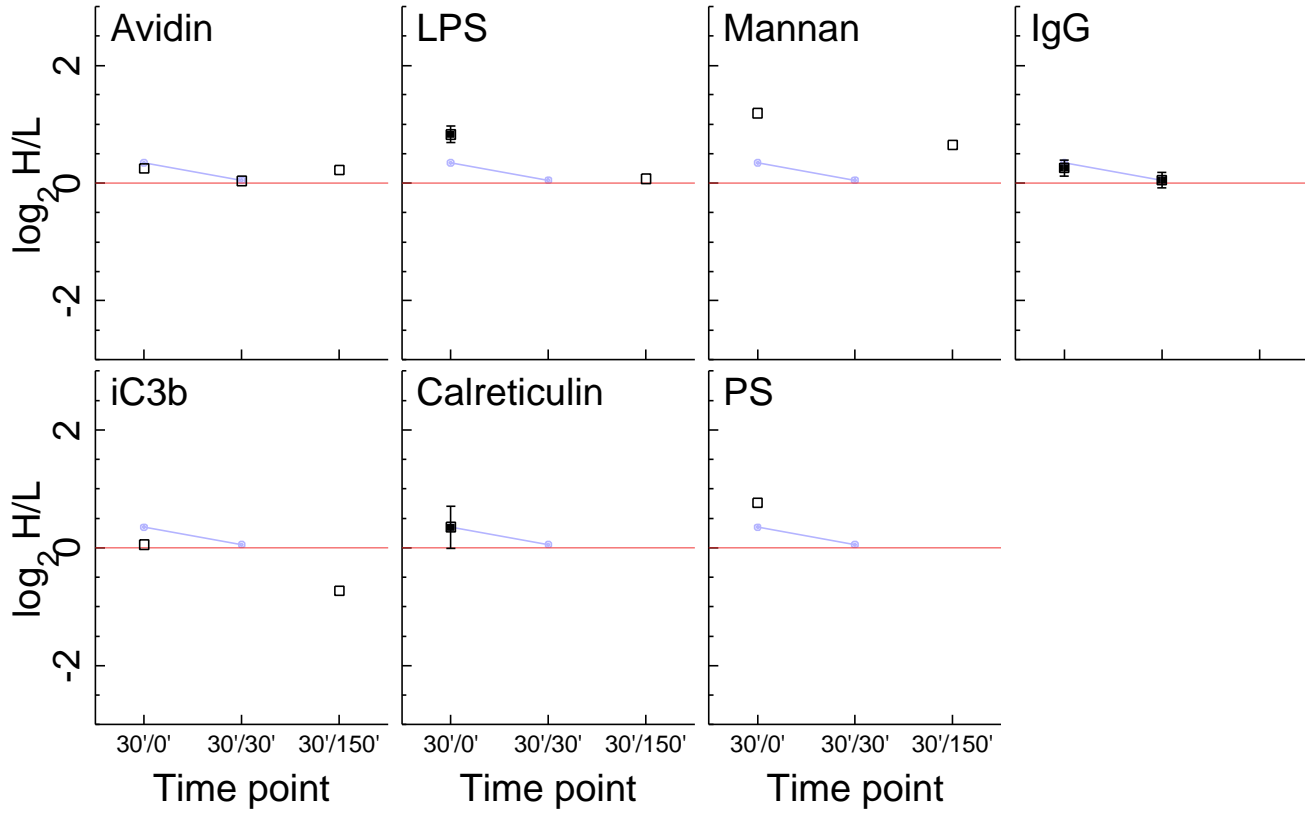 Avidin LPS Mannan IgG
log2 H/L
2
0
-2
iC3b Calreticulin PS
log2 H/L
2
0
-2
30'/0' 30'/30' 30'/150' 30'/0' 30'/30' 30'/150' 30'/0' 30'/30' 30'/150'
Time point Time point Time point